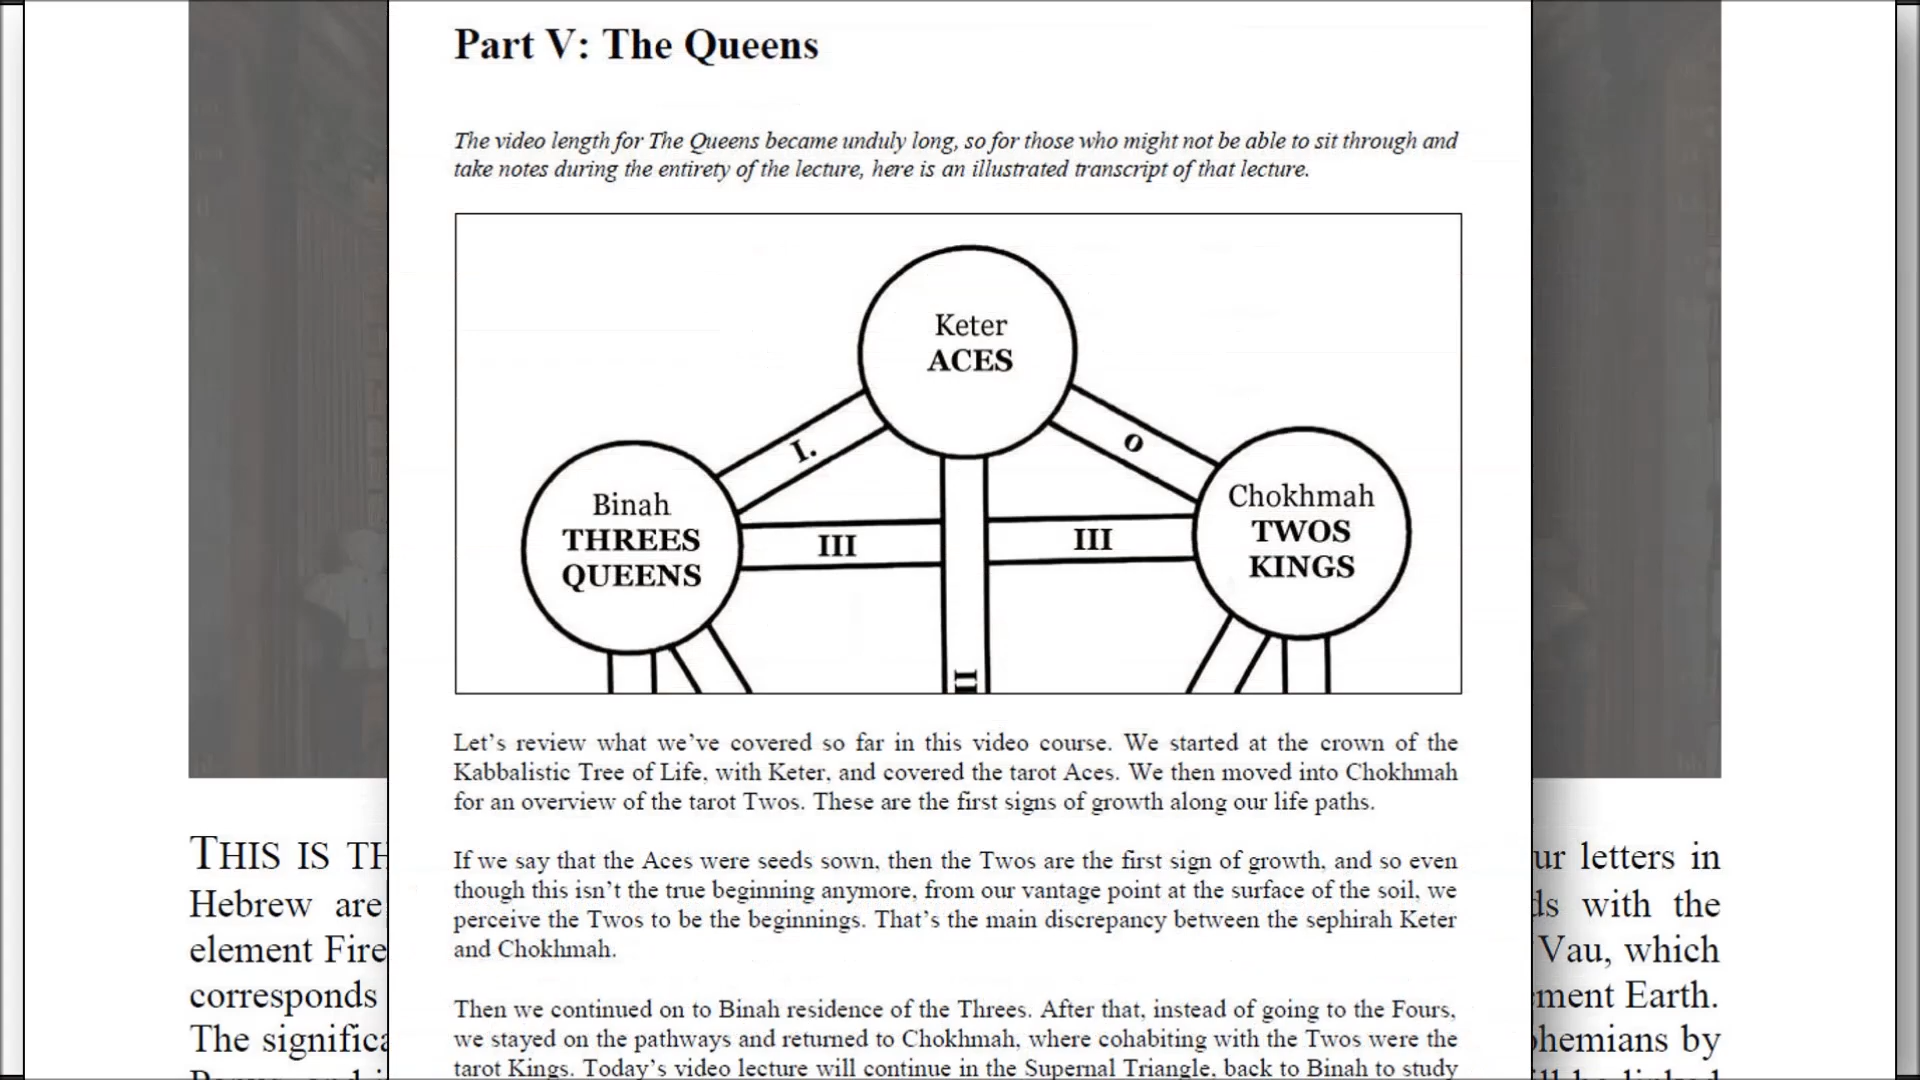 Part V: The Queens
The video length for The Queens became unduly long, so for those who might not be able to sit through and
take notes during the entirety of the lecture, here is an illustrated transcript of that lecture.
Keter
ACES
I.
O
Binah
THREES
QUEENS
III
III
Chokhmah
TWOS
KINGS
II
Let's review what we've covered so far in this video course. We started at the crown of the
Kabbalistic Tree of Life, with Keter, and covered the tarot Aces. We then moved into Chokhmah
for an overview of the tarot Twos. These are the first signs of growth along our life paths.
If we say that the Aces were seeds sown, then the Twos are the first sign of growth, and so even
though this isn't the true beginning anymore, from our vantage point at the surface of the soil, we
perceive the Twos to be the beginnings. That's the main discrepancy between the sephirah Keter
and Chokhmah.
Then we continued on to Binah residence of the Threes. After that, instead of going to the Fours,
we stayed on the pathways and returned to Chokhmah, where cohabiting with the Twos were the
tarot Kings. Today's video lecture will continue in the Supernal Triangle, back to Binah to study
THIS IS TH
Hebrew are
element Fire
corresponds
The signific
ur letters in
ds with the
Vau, which
ment Earth.
ohemians by